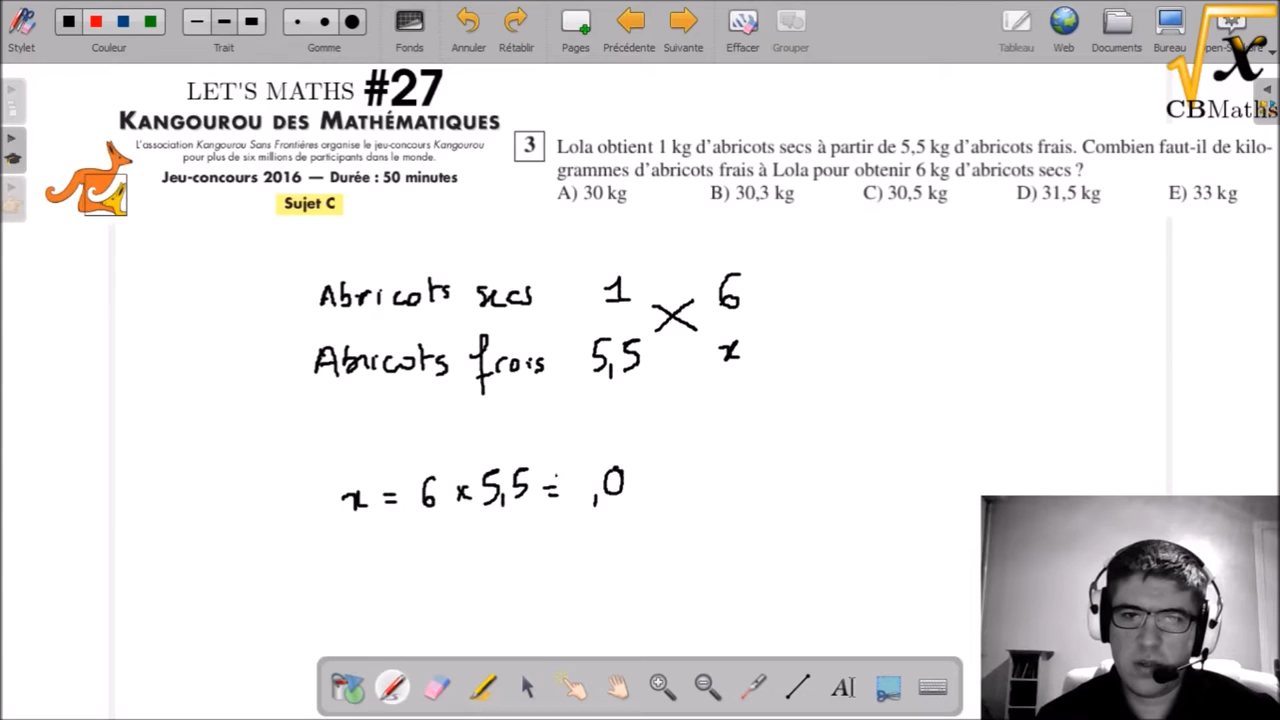 Stylet
Couleur
Trait
Gomme
Fonds
Annuler
Rétablir
Pages
Précédente
Suivante
Effacer
Grouper
Tableau
Web
Documents
Bureau
LET'S MATHS #27
KANGOUROU DES MATHÉMATIQUES
L'association Kangourou Sans Frontières organise le jeu-concours Kangourou
pour plus de six millions de participants dans le monde.
Jeu-concours 2016 — Durée : 50 minutes
Sujet C
√x
CBMaths
3 Lola obtient 1 kg d'abricots secs à partir de 5,5 kg d'abricots frais. Combien faut-il de kilo-
grammes d'abricots frais à Lola pour obtenir 6 kg d'abricots secs ?
A) 30 kg B) 30,3 kg C) 30,5 kg D) 31,5 kg E) 33 kg
Abricots secs 1 6
Abricots frais 5,5 x
x = 6 × 5,5 = ,0
AI